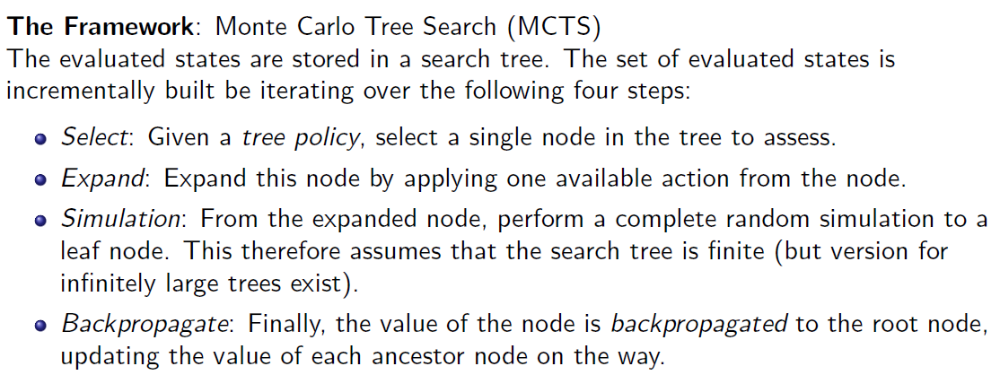 The Framework: Monte Carlo Tree Search (MCTS)
The evaluated states are stored in a search tree. The set of evaluated states is
incrementally built be iterating over the following four steps:
Select: Given a tree policy, select a single node in the tree to assess.
Expand: Expand this node by applying one available action from the node.
Simulation: From the expanded node, perform a complete random simulation to a
leaf node. This therefore assumes that the search tree is finite (but version for
infinitely large trees exist).
Backpropagate: Finally, the value of the node is backpropagated to the root node,
updating the value of each ancestor node on the way.